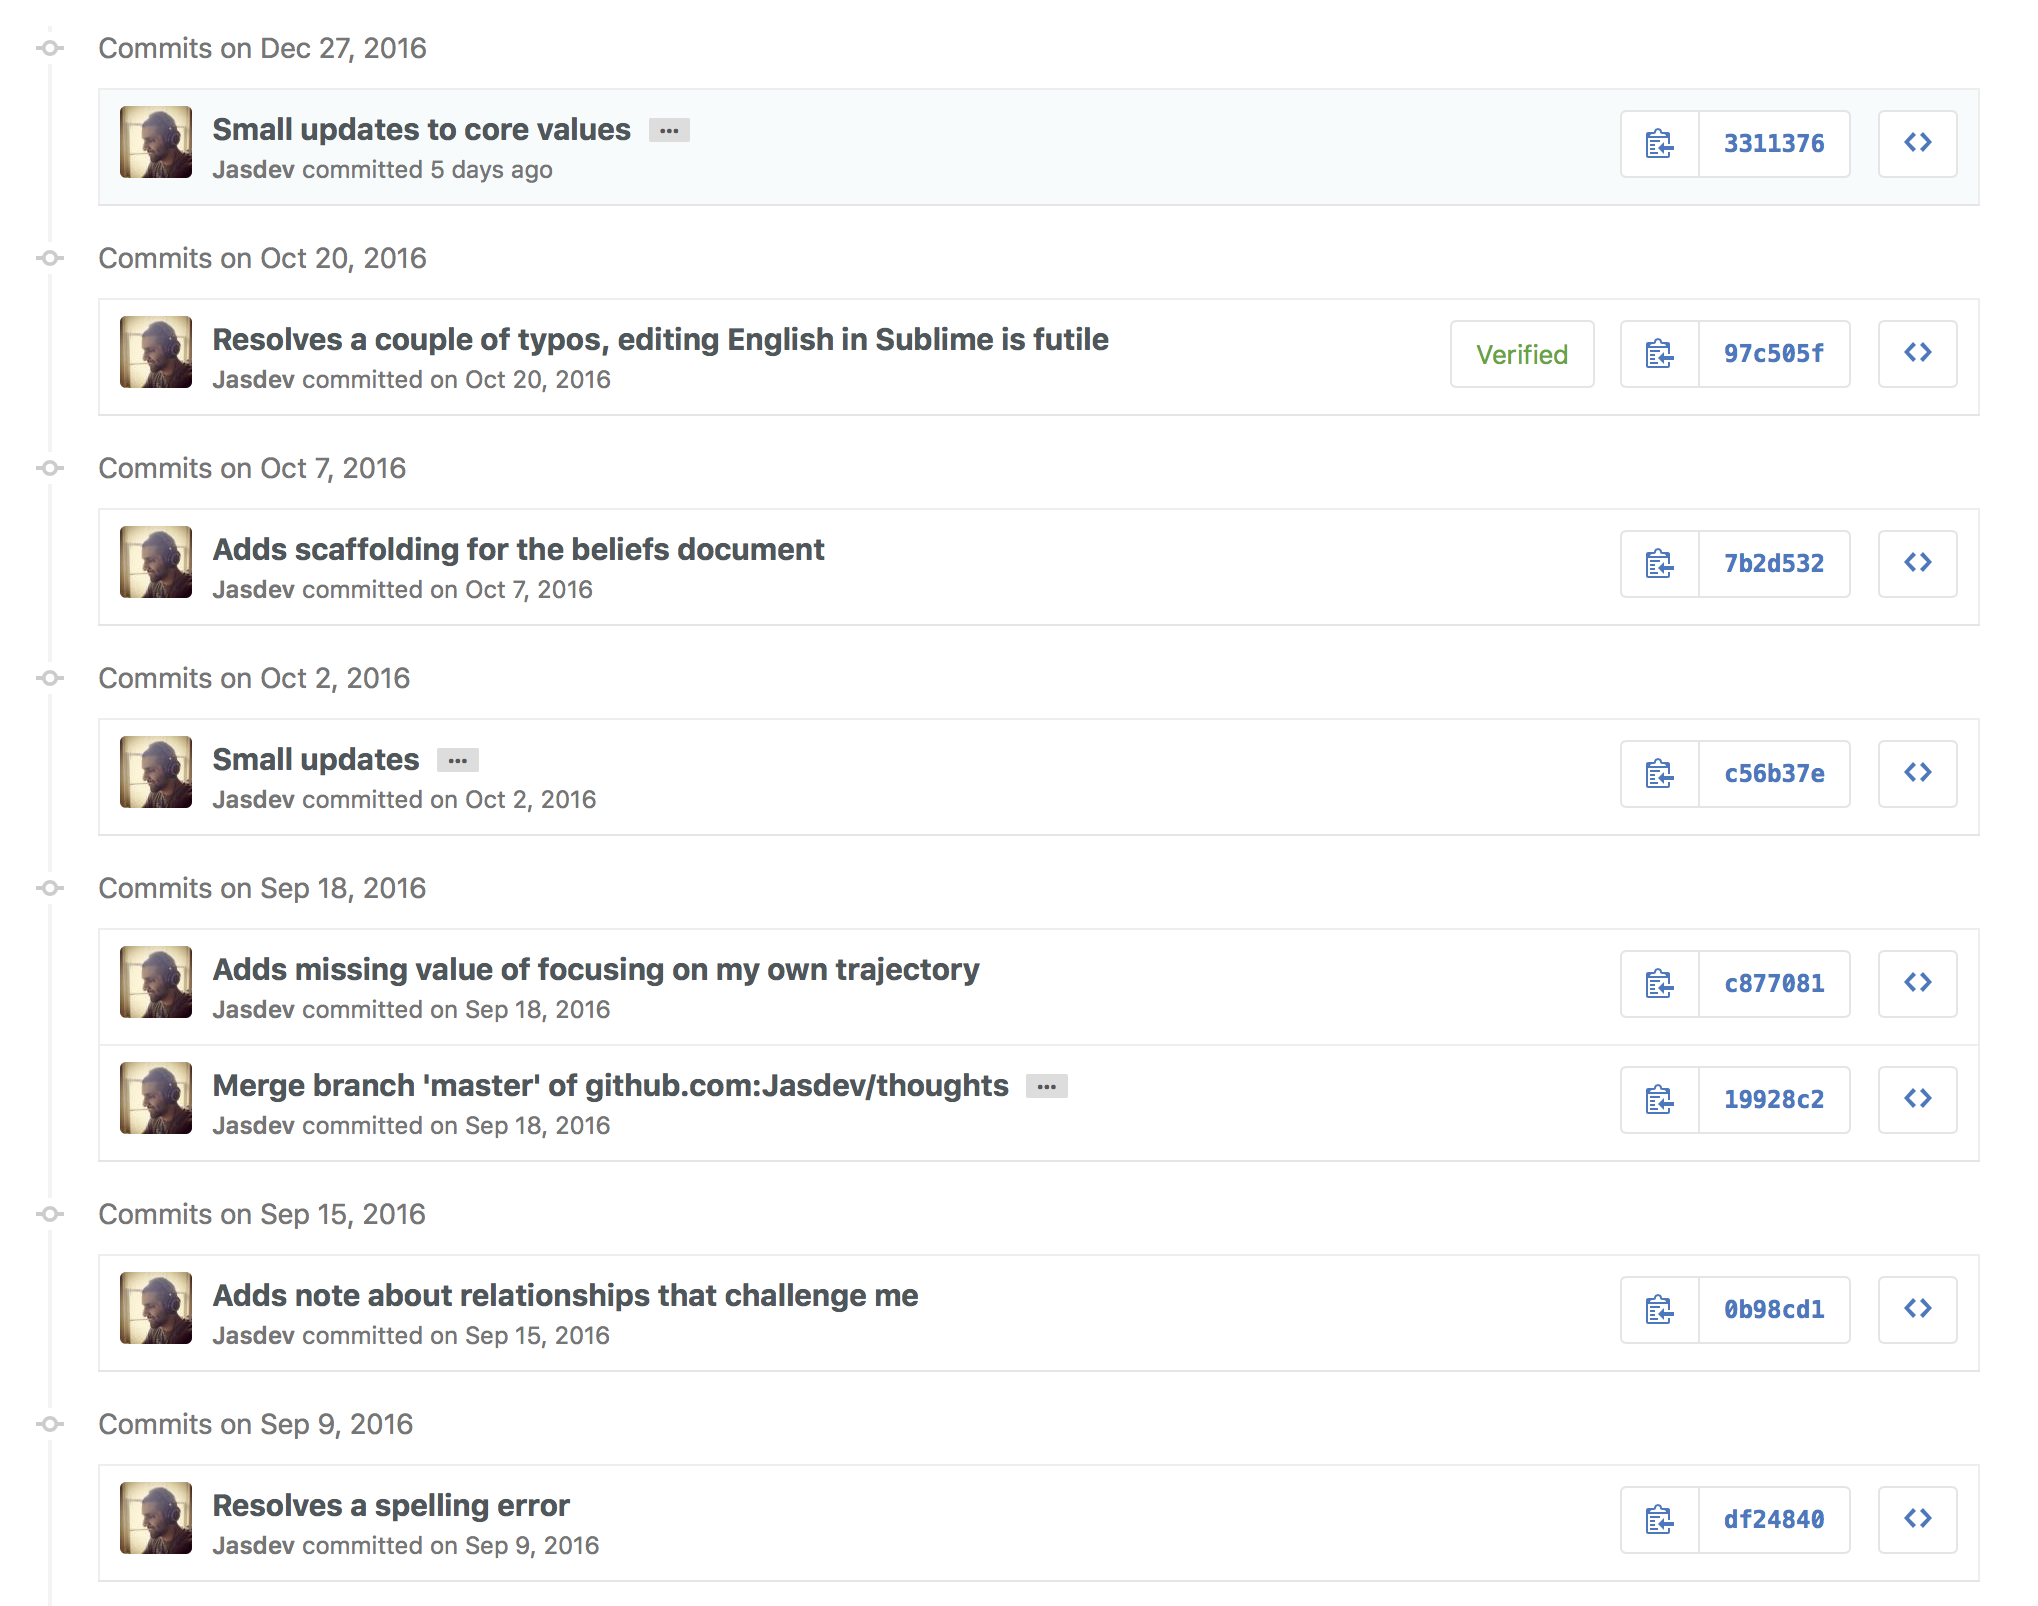 Commits on Dec 27, 2016
Small updates to core values …
Jasdev committed 5 days ago
3311376
Commits on Oct 20, 2016
Resolves a couple of typos, editing English in Sublime is futile
Jasdev committed on Oct 20, 2016
Verified
97c505f
Commits on Oct 7, 2016
Adds scaffolding for the beliefs document
Jasdev committed on Oct 7, 2016
7b2d532
Commits on Oct 2, 2016
Small updates …
Jasdev committed on Oct 2, 2016
c56b37e
Commits on Sep 18, 2016
Adds missing value of focusing on my own trajectory
Jasdev committed on Sep 18, 2016
c877081
Merge branch 'master' of github.com:Jasdev/thoughts …
Jasdev committed on Sep 18, 2016
19928c2
Commits on Sep 15, 2016
Adds note about relationships that challenge me
Jasdev committed on Sep 15, 2016
0b98cd1
Commits on Sep 9, 2016
Resolves a spelling error
Jasdev committed on Sep 9, 2016
df24840